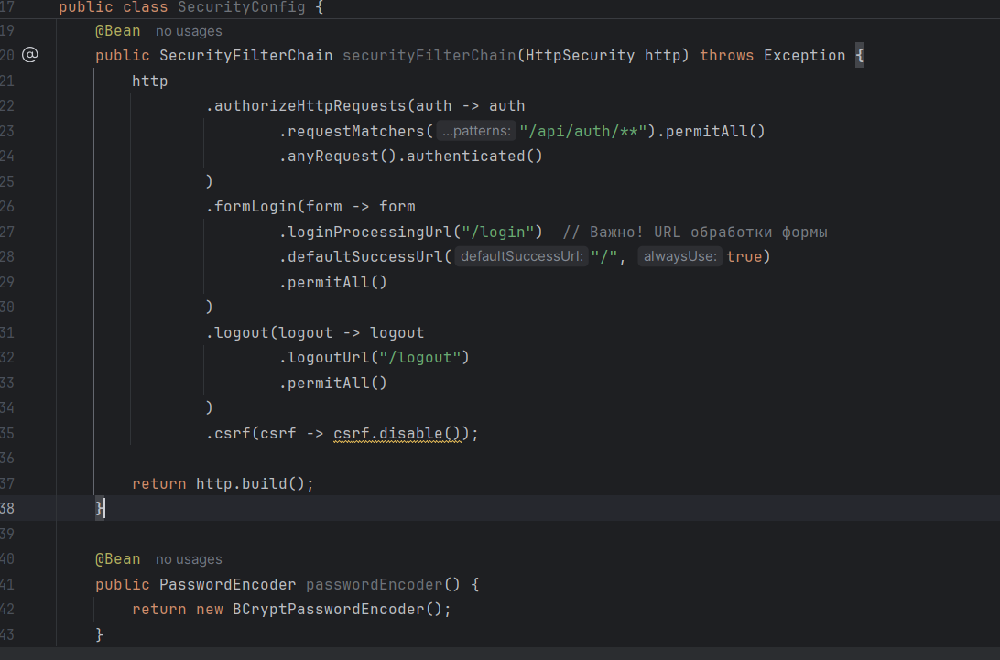 17 public class SecurityConfig {
19 @Bean no usages
20 @ public SecurityFilterChain securityFilterChain(HttpSecurity http) throws Exception {
21 http
22 .authorizeHttpRequests(auth -> auth
23 .requestMatchers( ...patterns: "/api/auth/**").permitAll()
24 .anyRequest().authenticated()
25 )
26 .formLogin(form -> form
27 .loginProcessingUrl("/login") // Важно! URL обработки формы
28 .defaultSuccessUrl( defaultSuccessUrl: "/", alwaysUse: true)
29 .permitAll()
30 )
31 .logout(logout -> logout
32 .logoutUrl("/logout")
33 .permitAll()
34 )
35 .csrf(csrf -> csrf.disable());
36
37 return http.build();
38 }
39
40 @Bean no usages
41 public PasswordEncoder passwordEncoder() {
42 return new BCryptPasswordEncoder();
43 }